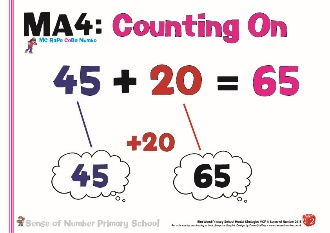 MA4: Counting On
45 + 20 = 65
+20
45
65
Sense of Number Primary School